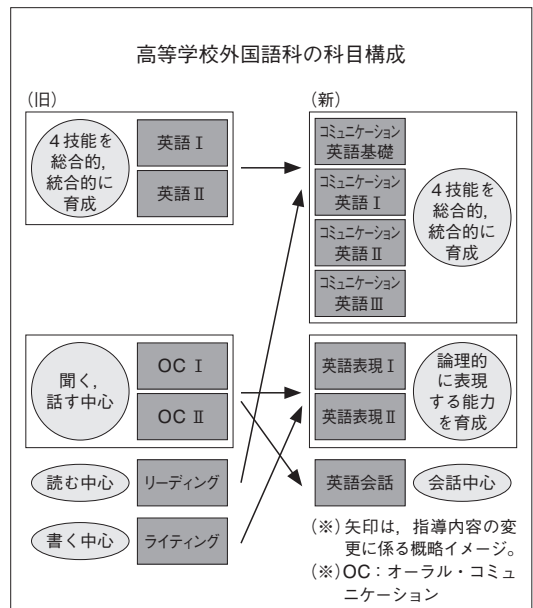 高等学校外国語科の科目構成
(旧)
4技能を
総合的,
統合的に
育成
英語Ⅰ
英語Ⅱ
聞く,
話す中心
OC Ⅰ
OC Ⅱ
読む中心
リーディング
書く中心
ライティング
(新)
コミュニケーション
英語基礎
コミュニケーション
英語Ⅰ
コミュニケーション
英語Ⅱ
コミュニケーション
英語Ⅲ
4技能を
総合的,
統合的に
育成
英語表現Ⅰ
英語表現Ⅱ
論理的
に表現
する能力
を育成
英語会話
会話中心
(※)矢印は，指導内容の変
更に係る概略イメージ。
(※)OC：オーラル・コミュ
ニケーション